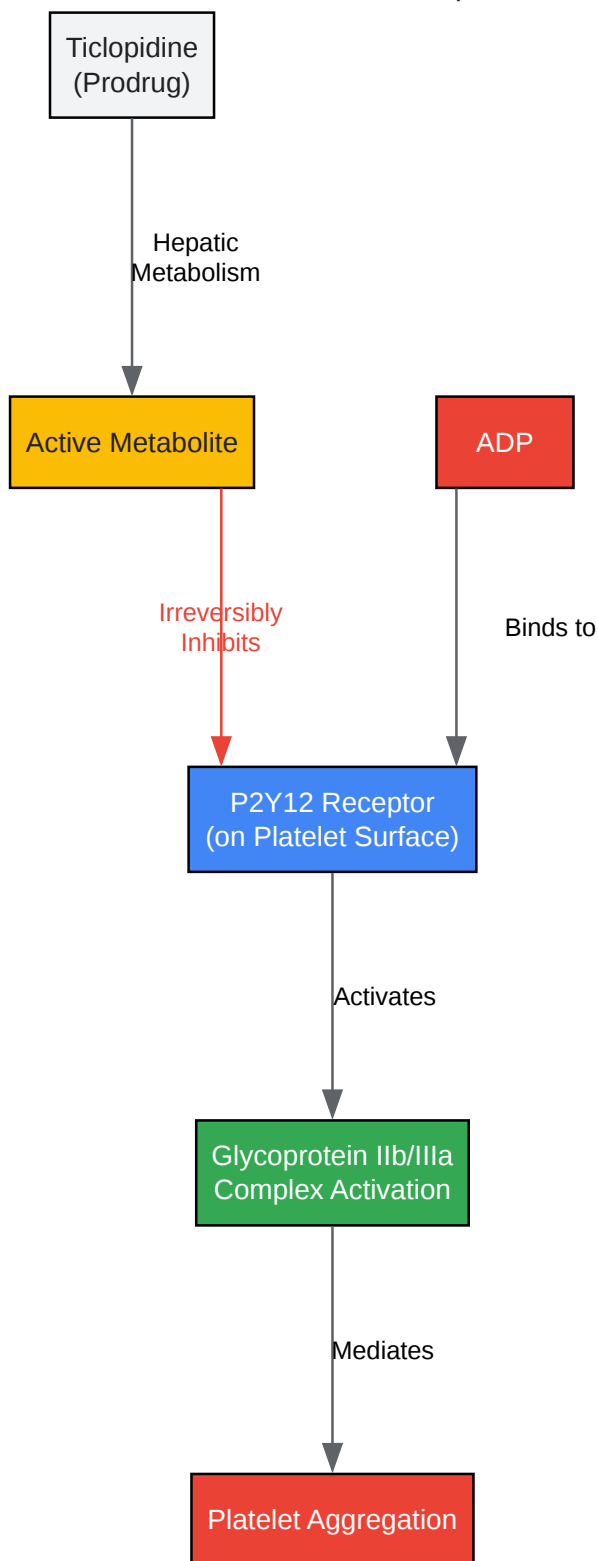 Ticlopidine
(Prodrug)
Hepatic
Metabolism
Active Metabolite
ADP
Irreversibly
Inhibits
Binds to
P2Y12 Receptor
(on Platelet Surface)
Activates
Glycoprotein IIb/IIIa
Complex Activation
Mediates
Platelet Aggregation